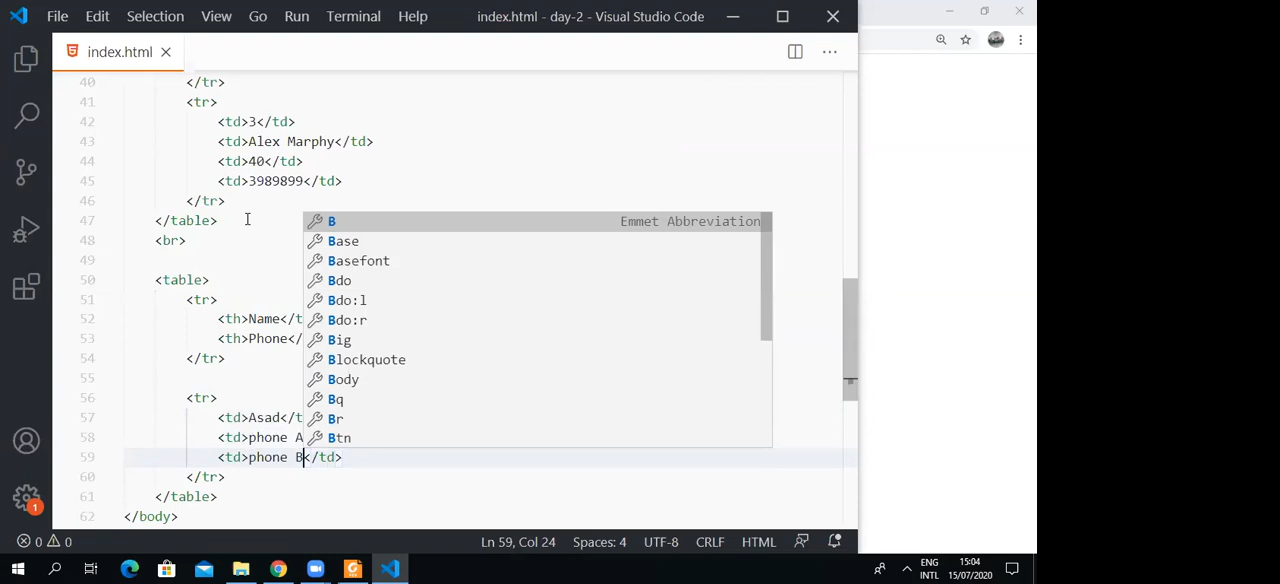 File Edit Selection View Go Run Terminal Help index.html - day-2 - Visual Studio Code
index.html
40 </tr>
41 <tr>
42 <td>3</td>
43 <td>Alex Marphy</td>
44 <td>40</td>
45 <td>3989899</td>
46 </tr>
47 </table>
48 <br>
49
50 <table>
51 <tr>
52 <th>Name</t
53 <th>Phone</
54 </tr>
55
56 <tr>
57 <td>Asad</t
58 <td>phone A
59 <td>phone B</td>
60 </tr>
61 </table>
62 </body>
B Emmet Abbreviation
Base
Basefont
Bdo
Bdo:l
Bdo:r
Big
Blockquote
Body
Bq
Br
Btn
1
0 0 Ln 59, Col 24 Spaces: 4 UTF-8 CRLF HTML
ENG
INTL
15:04
15/07/2020